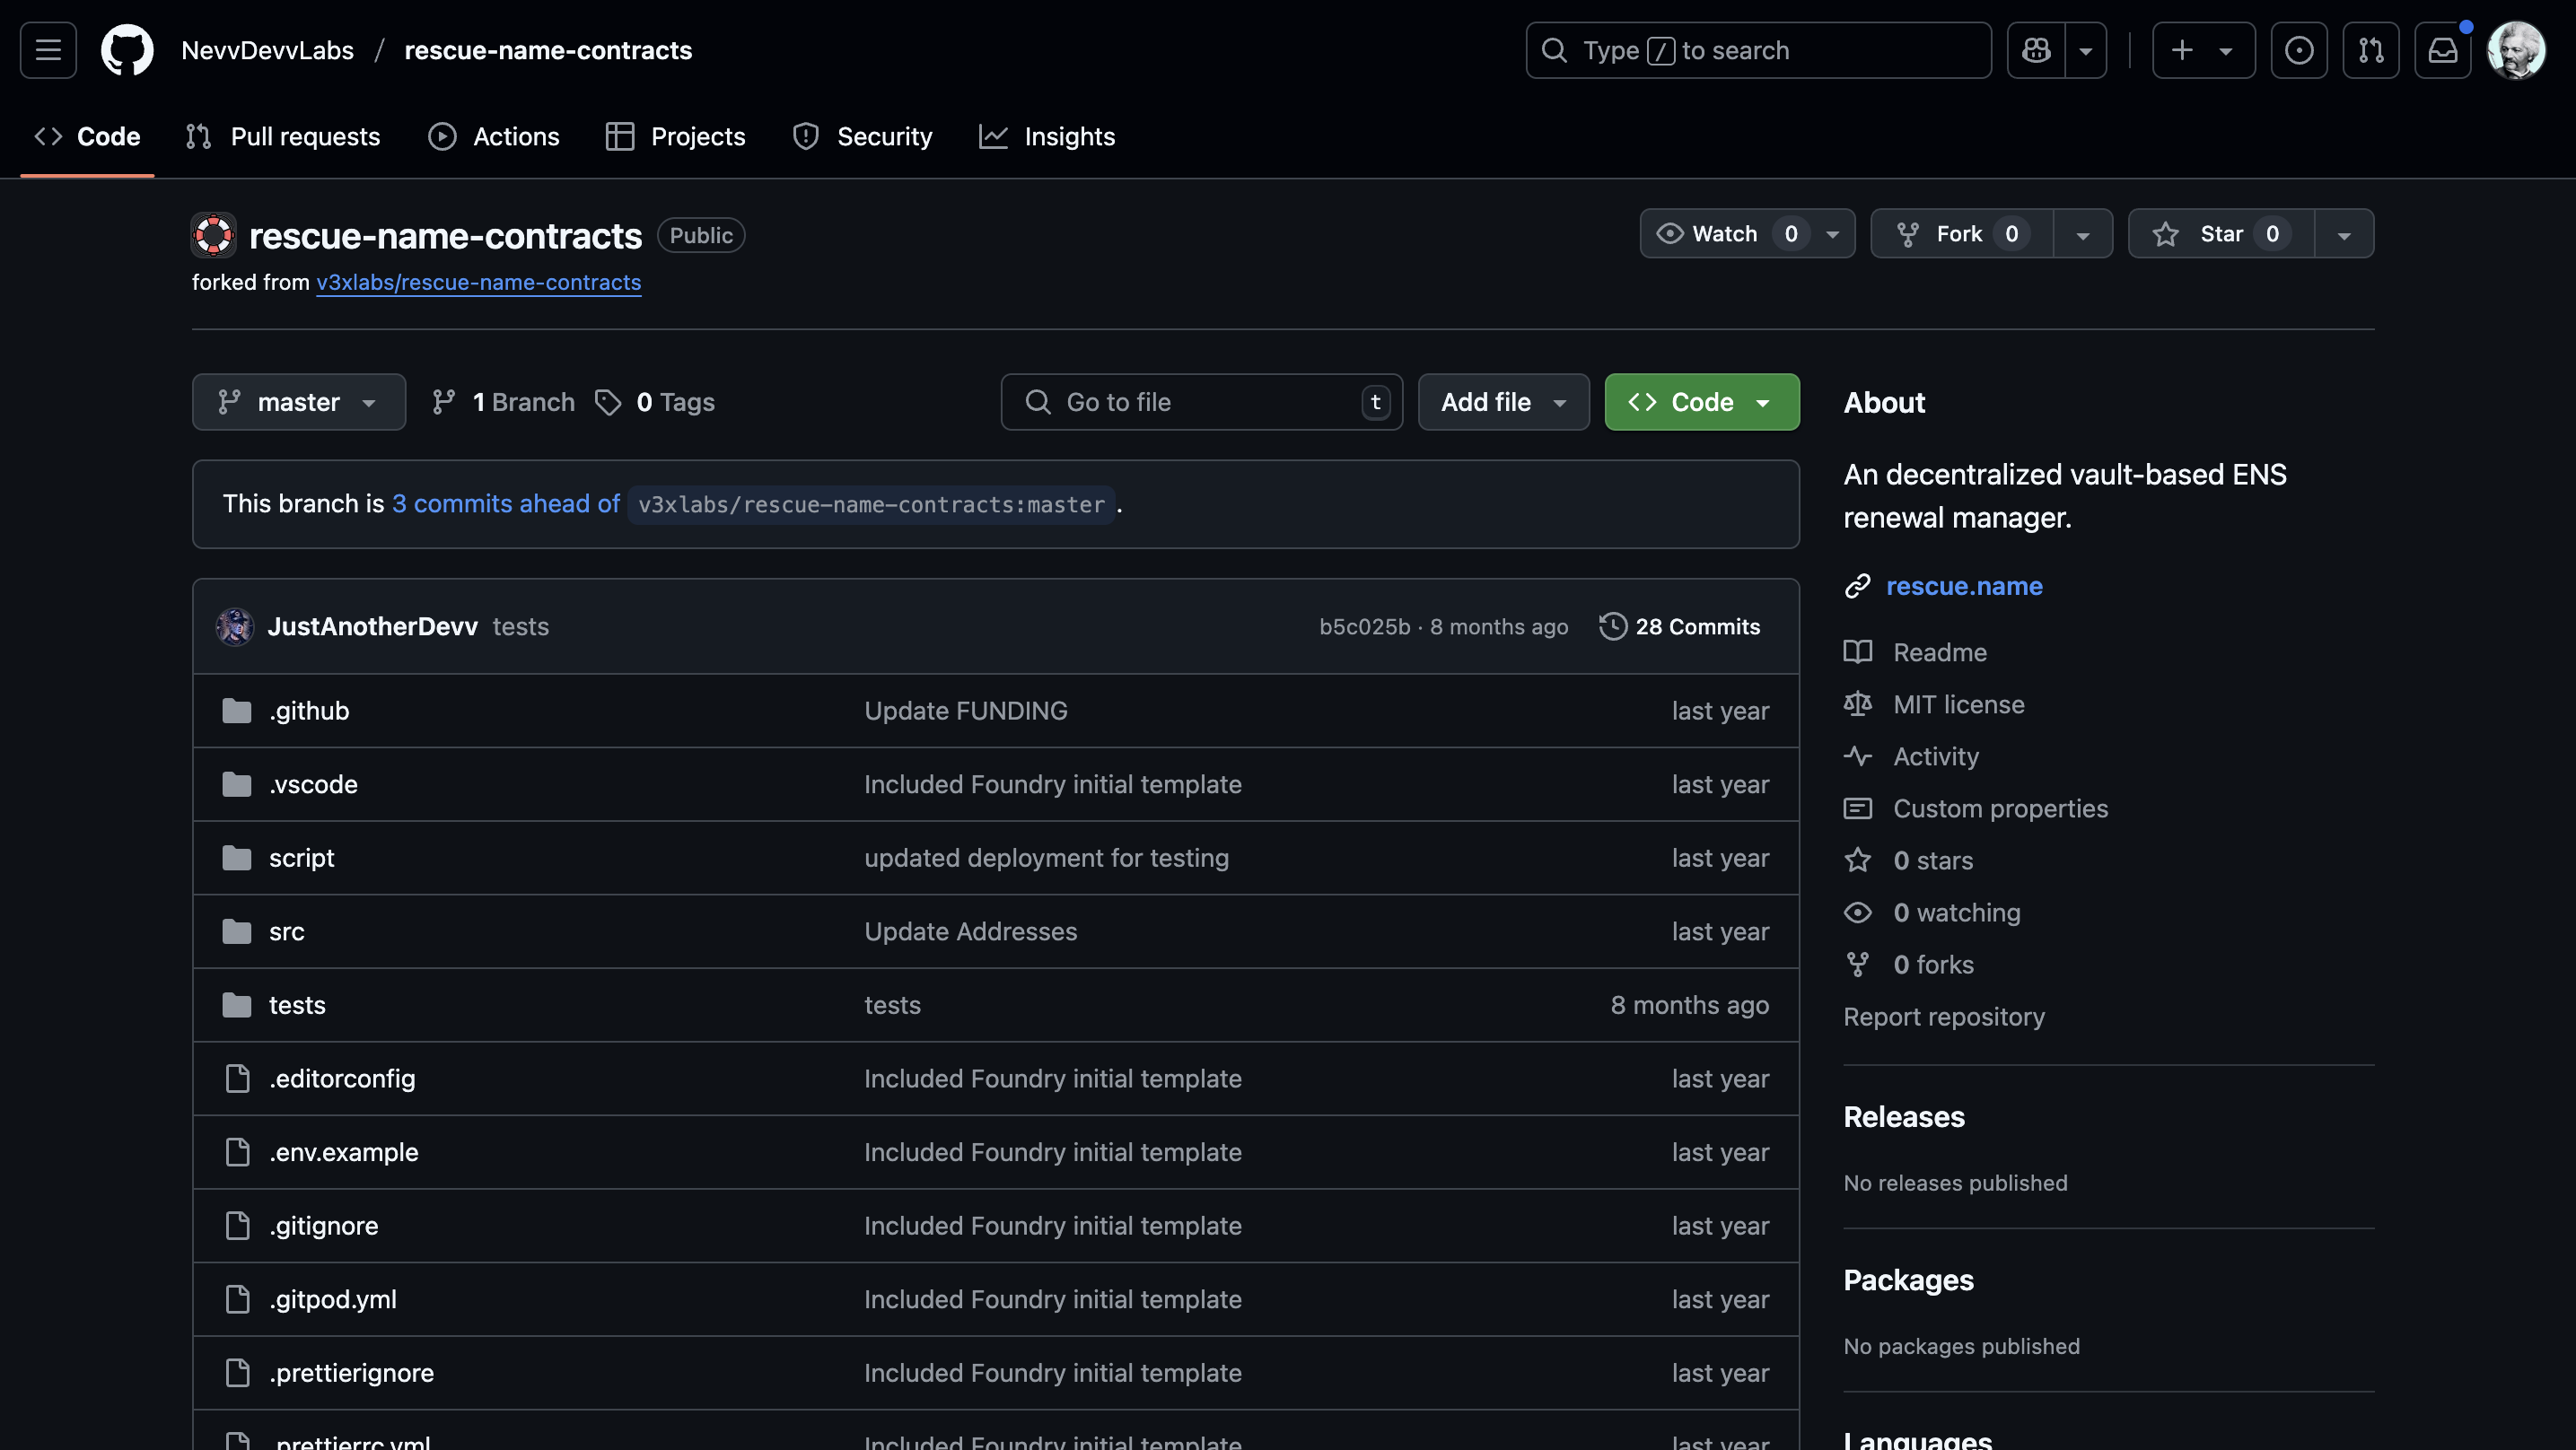 NevvDevvLabs / rescue-name-contracts
Type / to search
Code
Pull requests
Actions
Projects
Security
Insights
rescue-name-contracts Public
forked from v3xlabs/rescue-name-contracts
Watch 0
Fork 0
Star 0
master
1 Branch
0 Tags
Go to file t
Add file
Code
This branch is 3 commits ahead of v3xlabs/rescue-name-contracts:master .
JustAnotherDevv tests b5c025b · 8 months ago 28 Commits
.github Update FUNDING last year
.vscode Included Foundry initial template last year
script updated deployment for testing last year
src Update Addresses last year
tests tests 8 months ago
.editorconfig Included Foundry initial template last year
.env.example Included Foundry initial template last year
.gitignore Included Foundry initial template last year
.gitpod.yml Included Foundry initial template last year
.prettierignore Included Foundry initial template last year
.prettierrc.yml Included Foundry initial template last year
About
An decentralized vault-based ENS
renewal manager.
rescue.name
Readme
MIT license
Activity
Custom properties
0 stars
0 watching
0 forks
Report repository
Releases
No releases published
Packages
No packages published
Languages